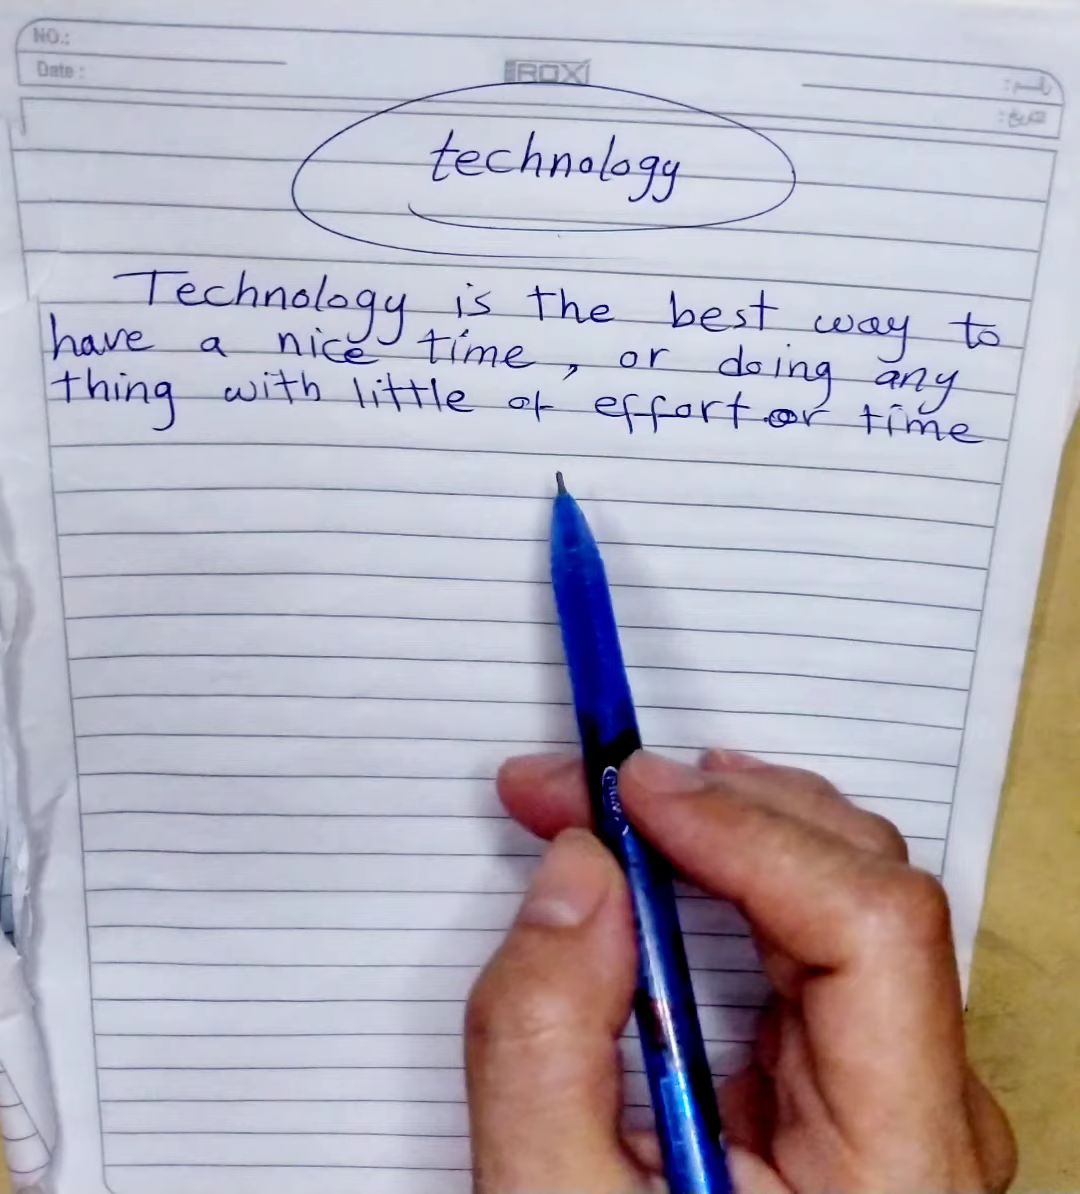 NO.:
Date :
ROXI
technology
Technology is the best way to
have a nice time, or doing any
thing with little of effort or time